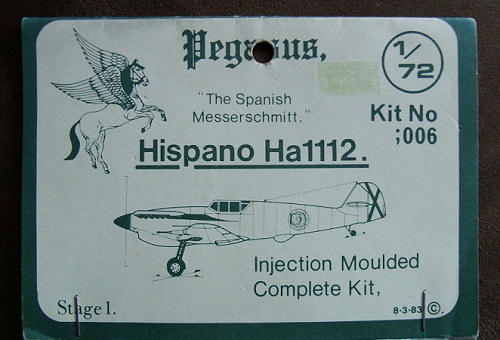 Pegasus,
1/72
"The Spanish
Messerschmitt."
Kit No
;006
Hispano Ha1112.
Injection Moulded
Complete Kit,
Stage 1.
8-3-83 ©.